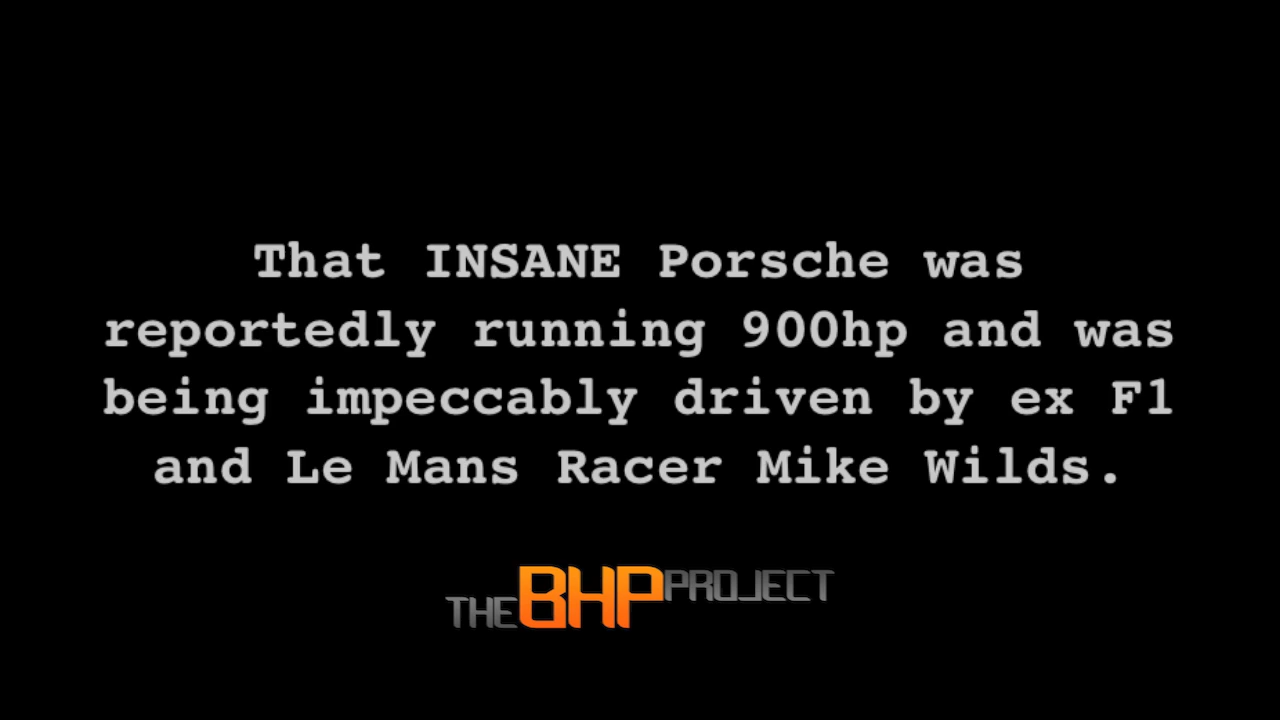 That INSANE Porsche was
reportedly running 900hp and was
being impeccably driven by ex F1
and Le Mans Racer Mike Wilds.
THE BHP PROJECT